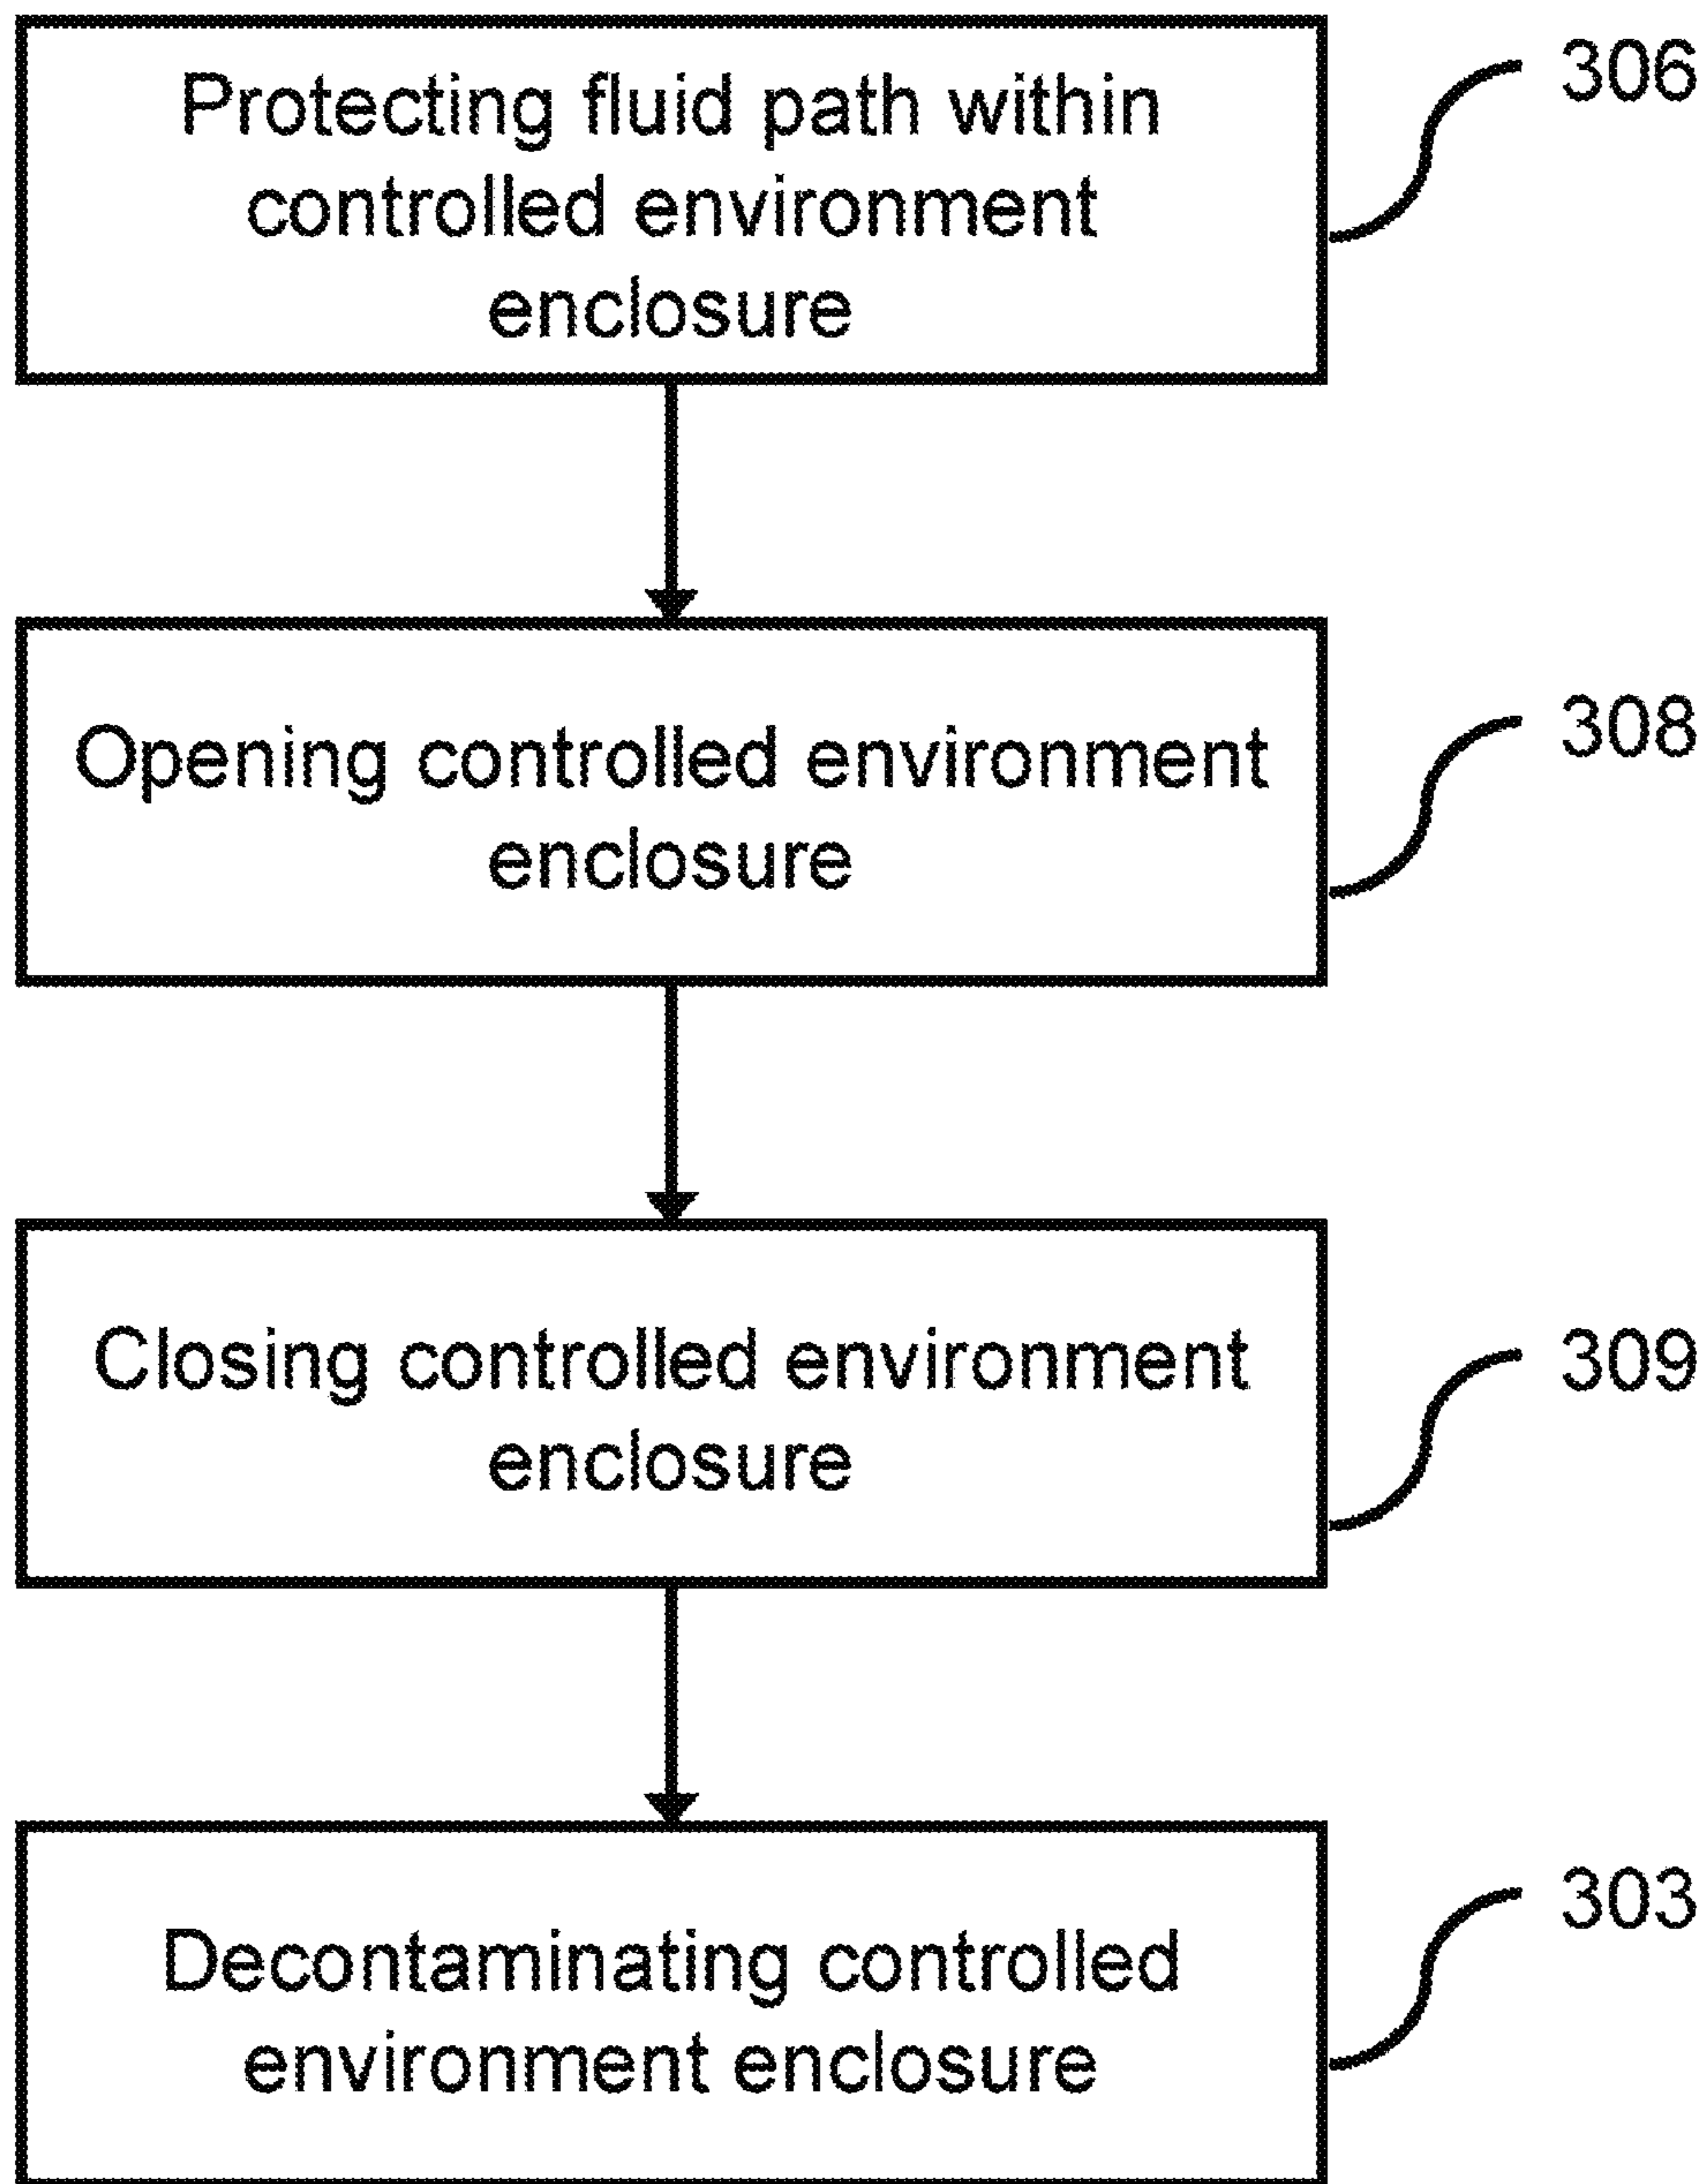 Protecting fluid path within
controlled environment
enclosure
306
Opening controlled environment
enclosure
308
Closing controlled environment
enclosure
309
Decontaminating controlled
environment enclosure
303